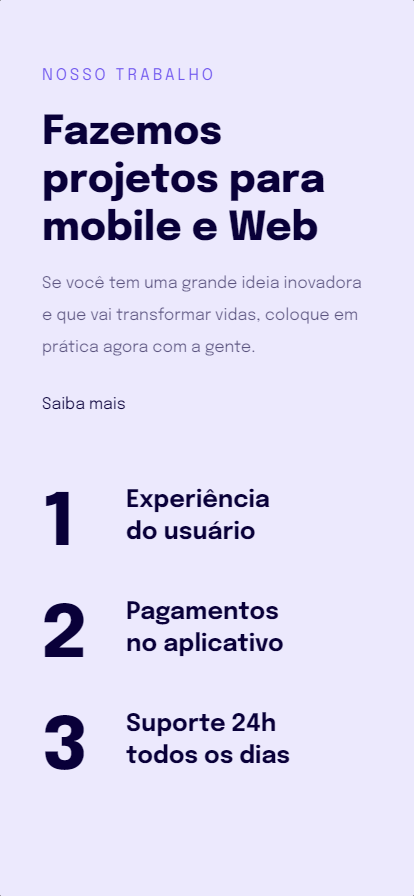 NOSSO TRABALHO
Fazemos
projetos para
mobile e Web
Se você tem uma grande ideia inovadora
e que vai transformar vidas, coloque em
prática agora com a gente.
Saiba mais
1
Experiência
do usuário
2
Pagamentos
no aplicativo
3
Suporte 24h
todos os dias